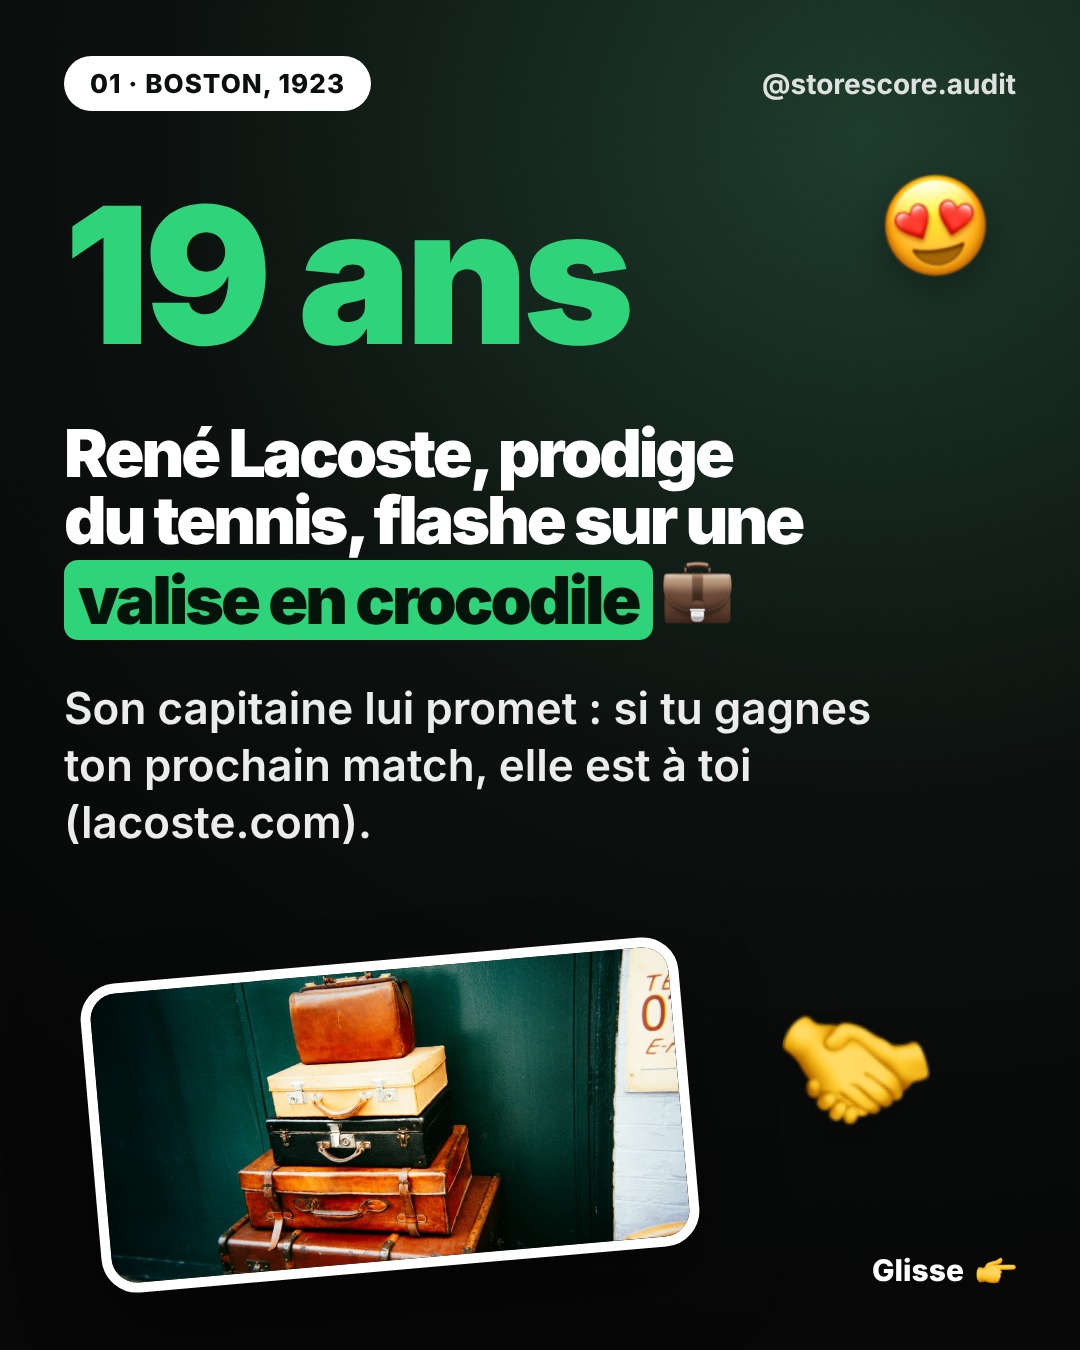 01 · BOSTON, 1923
@storescore.audit
19 ans
René Lacoste, prodige
du tennis, flashe sur une
valise en crocodile
Son capitaine lui promet : si tu gagnes
ton prochain match, elle est à toi
(lacoste.com).
Glisse